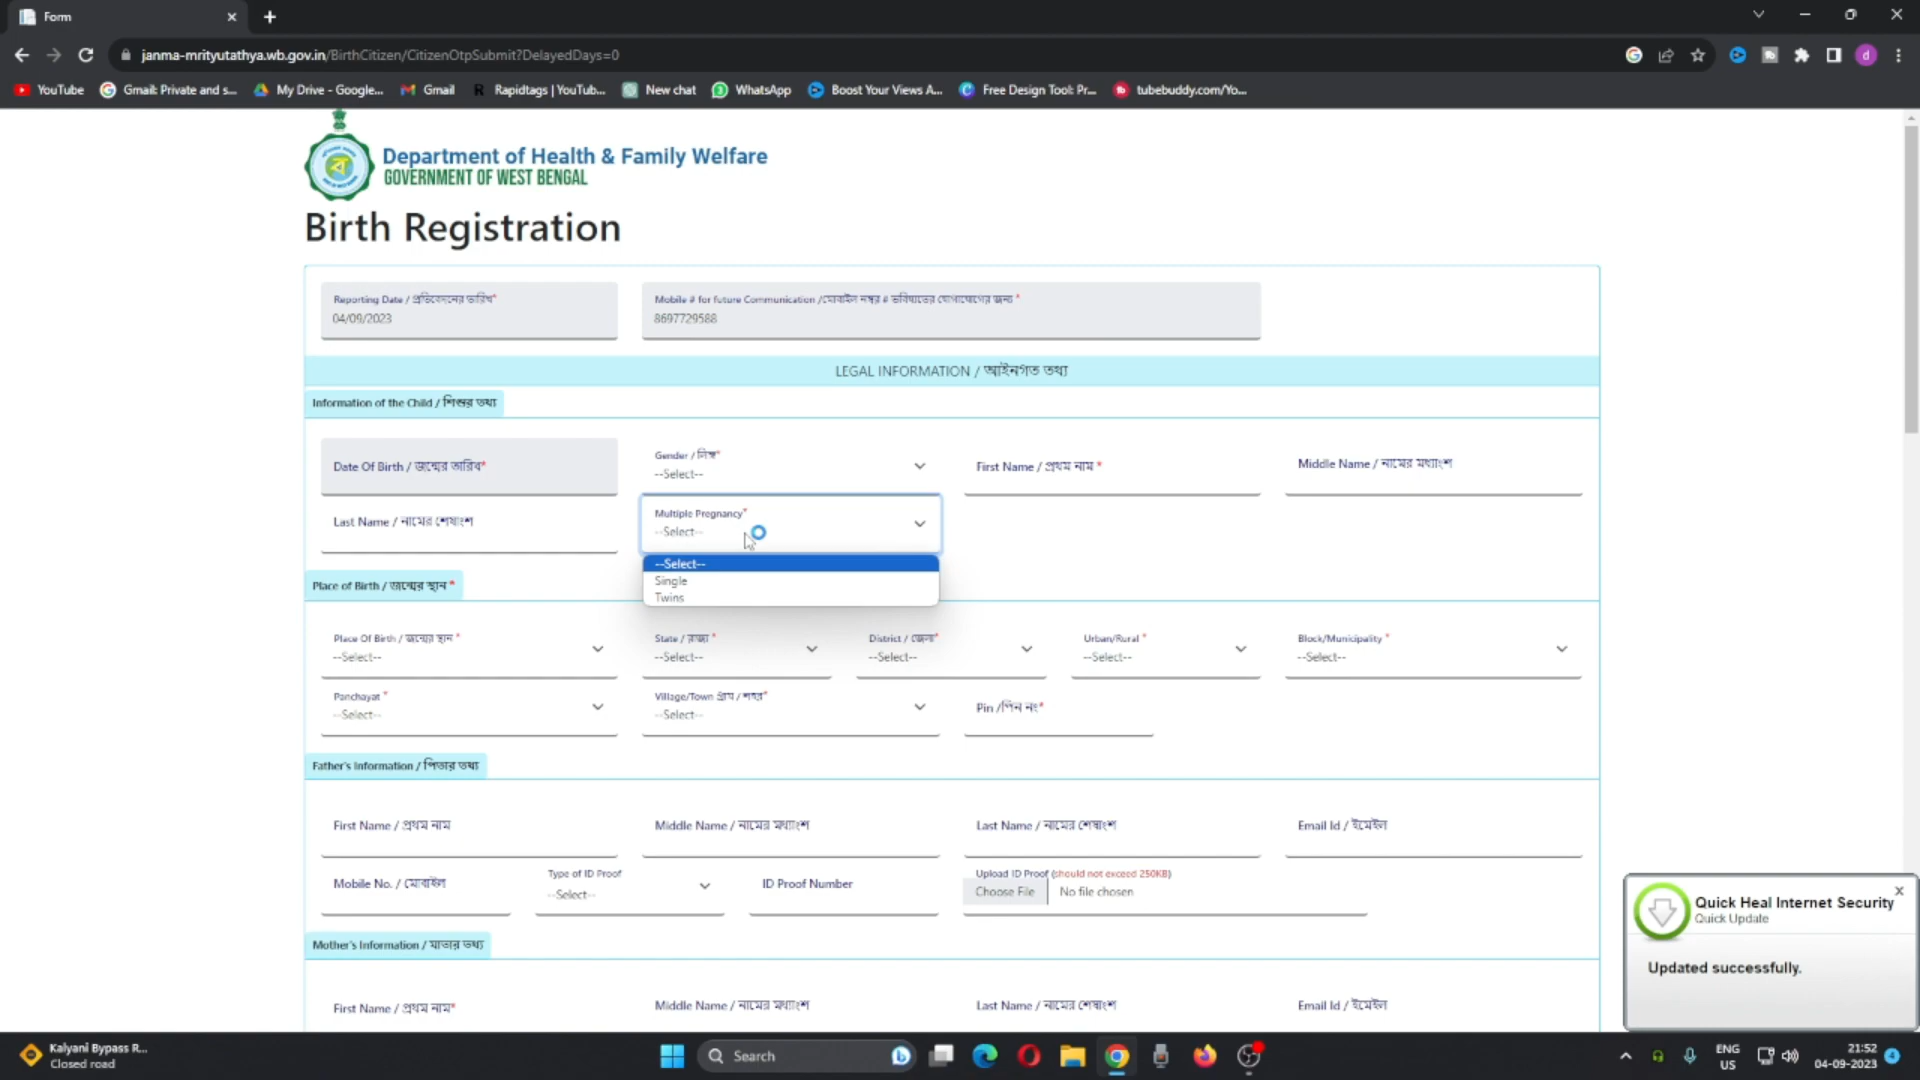 Form
janma-mrityutathya.wb.gov.in/BirthCitizen/CitizenOtpSubmit?DelayedDays=0
YouTube Gmail: Private and s... My Drive - Google... Gmail Rapidtags | YouTub... New chat WhatsApp Boost Your Views A... Free Design Tool: Pr... tubebuddy.com/Yo...
Department of Health & Family Welfare
GOVERNMENT OF WEST BENGAL
Birth Registration
Reporting Date / প্রতিবেদনের তারিখ* Mobile # for future Communication /মোবাইল নম্বর # ভবিষ্যতের যোগাযোগের জন্য *
04/09/2023 8697729588
LEGAL INFORMATION / আইনগত তথ্য
Information of the Child / শিশুর তথ্য
Date Of Birth / জন্মের তারিখ* Gender / লিঙ্গ* First Name / প্রথম নাম * Middle Name / নামের মধ্যাংশ
--Select--
Last Name / নামের শেষাংশ Multiple Pregnancy*
--Select--
--Select--
Single
Twins
Place of Birth / জন্মের স্থান *
Place Of Birth / জন্মের স্থান * State / রাজ্য * District / জেলা* Urban/Rural * Block/Municipality *
--Select-- --Select-- --Select-- --Select-- --Select--
Panchayat * Village/Town গ্রাম / শহর* Pin /পিন নং*
--Select-- --Select--
Father's Information / পিতার তথ্য
First Name / প্রথম নাম Middle Name / নামের মধ্যাংশ Last Name / নামের শেষাংশ Email Id / ইমেইল
Mobile No. / মোবাইল Type of ID Proof ID Proof Number Upload ID Proof (should not exceed 250KB)
--Select-- Choose File No file chosen
Mother's Information / মাতার তথ্য
First Name / প্রথম নাম* Middle Name / নামের মধ্যাংশ Last Name / নামের শেষাংশ Email Id / ইমেইল
Quick Heal Internet Security
Quick Update
Updated successfully.
Kalyani Bypass R...
Closed road
Search
ENG
US
21:52
04-09-2023
4